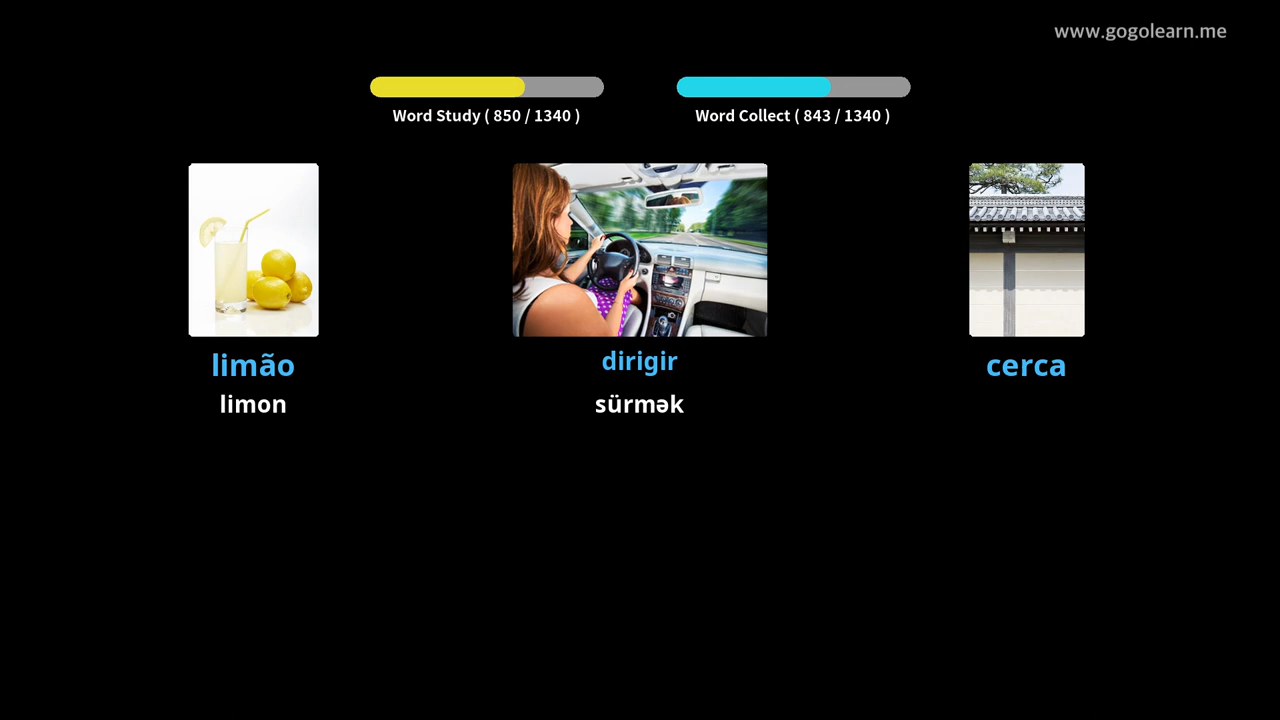 www.gogolearn.me
Word Study ( 850 / 1340 )
Word Collect ( 843 / 1340 )
limão
limon
dirigir
sürmək
cerca